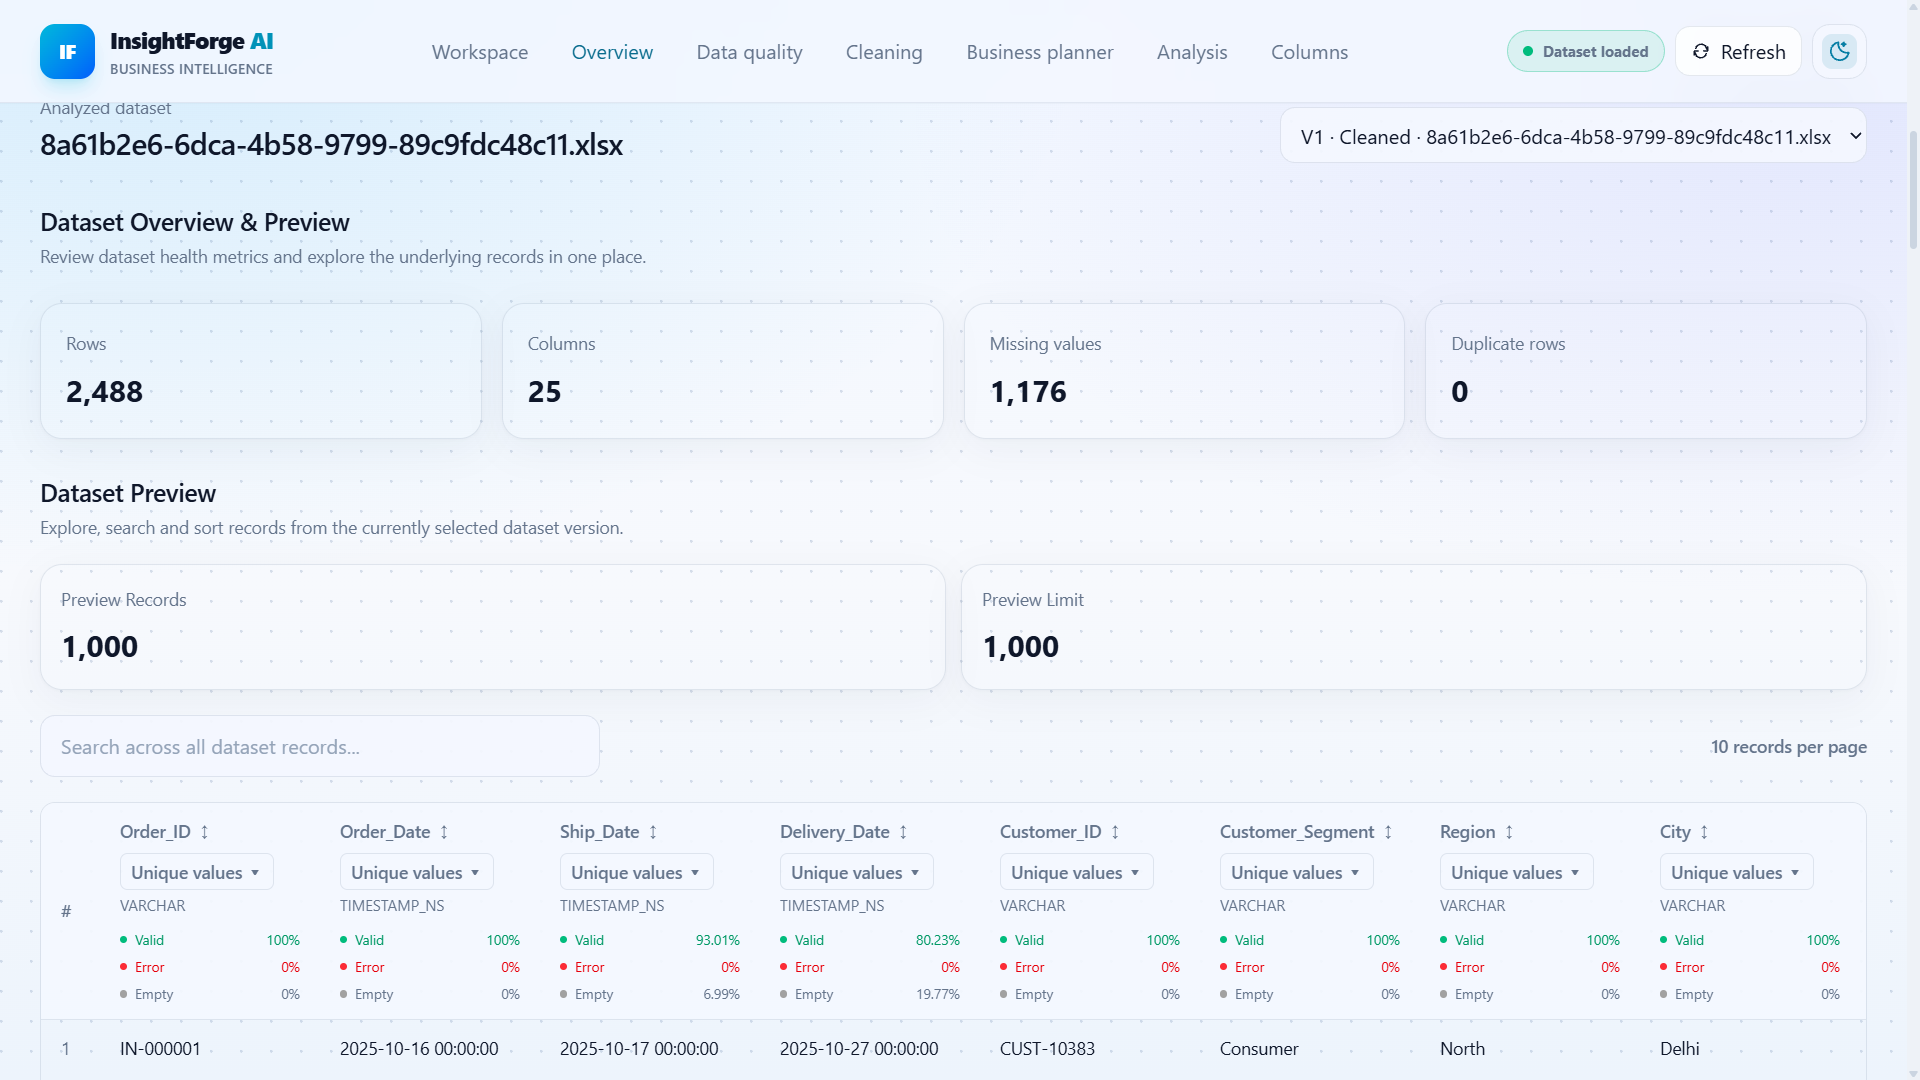 IF
InsightForge AI
BUSINESS INTELLIGENCE
Workspace
Overview
Data quality
Cleaning
Business planner
Analysis
Columns
Dataset loaded
Refresh
Analyzed dataset
8a61b2e6-6dca-4b58-9799-89c9fdc48c11.xlsx
V1 · Cleaned · 8a61b2e6-6dca-4b58-9799-89c9fdc48c11.xlsx
Dataset Overview & Preview
Review dataset health metrics and explore the underlying records in one place.
Rows
2,488
Columns
25
Missing values
1,176
Duplicate rows
0
Dataset Preview
Explore, search and sort records from the currently selected dataset version.
Preview Records
1,000
Preview Limit
1,000
Search across all dataset records...
10 records per page
# Order_ID ↕ Order_Date ↕ Ship_Date ↕ Delivery_Date ↕ Customer_ID ↕ Customer_Segment ↕ Region ↕ City ↕
Unique values ▾ Unique values ▾ Unique values ▾ Unique values ▾ Unique values ▾ Unique values ▾ Unique values ▾ Unique values ▾
VARCHAR TIMESTAMP_NS TIMESTAMP_NS TIMESTAMP_NS VARCHAR VARCHAR VARCHAR VARCHAR
Valid 100% Valid 100% Valid 93.01% Valid 80.23% Valid 100% Valid 100% Valid 100% Valid 100%
Error 0% Error 0% Error 0% Error 0% Error 0% Error 0% Error 0% Error 0%
Empty 0% Empty 0% Empty 6.99% Empty 19.77% Empty 0% Empty 0% Empty 0% Empty 0%
1 IN-000001 2025-10-16 00:00:00 2025-10-17 00:00:00 2025-10-27 00:00:00 CUST-10383 Consumer North Delhi